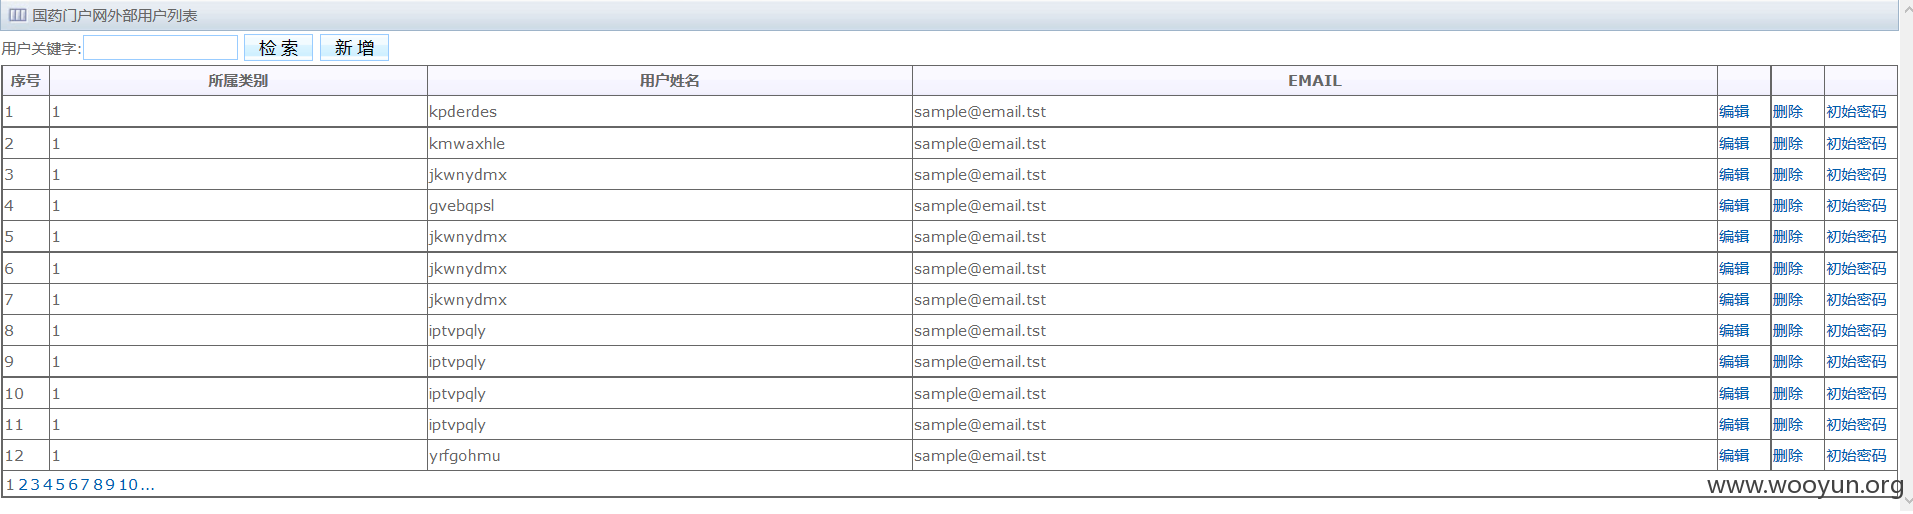 国药门户网外部用户列表
用户关键字: 检 索 新 增
序号 所属类别 用户姓名 EMAIL
1 1 kpderdes sample@email.tst 编辑 删除 初始密码
2 1 kmwaxhle sample@email.tst 编辑 删除 初始密码
3 1 jkwnydmx sample@email.tst 编辑 删除 初始密码
4 1 gvebqpsl sample@email.tst 编辑 删除 初始密码
5 1 jkwnydmx sample@email.tst 编辑 删除 初始密码
6 1 jkwnydmx sample@email.tst 编辑 删除 初始密码
7 1 jkwnydmx sample@email.tst 编辑 删除 初始密码
8 1 iptvpqly sample@email.tst 编辑 删除 初始密码
9 1 iptvpqly sample@email.tst 编辑 删除 初始密码
10 1 iptvpqly sample@email.tst 编辑 删除 初始密码
11 1 iptvpqly sample@email.tst 编辑 删除 初始密码
12 1 yrfgohmu sample@email.tst 编辑 删除 初始密码
1 2 3 4 5 6 7 8 9 10 ...
www.wooyun.org